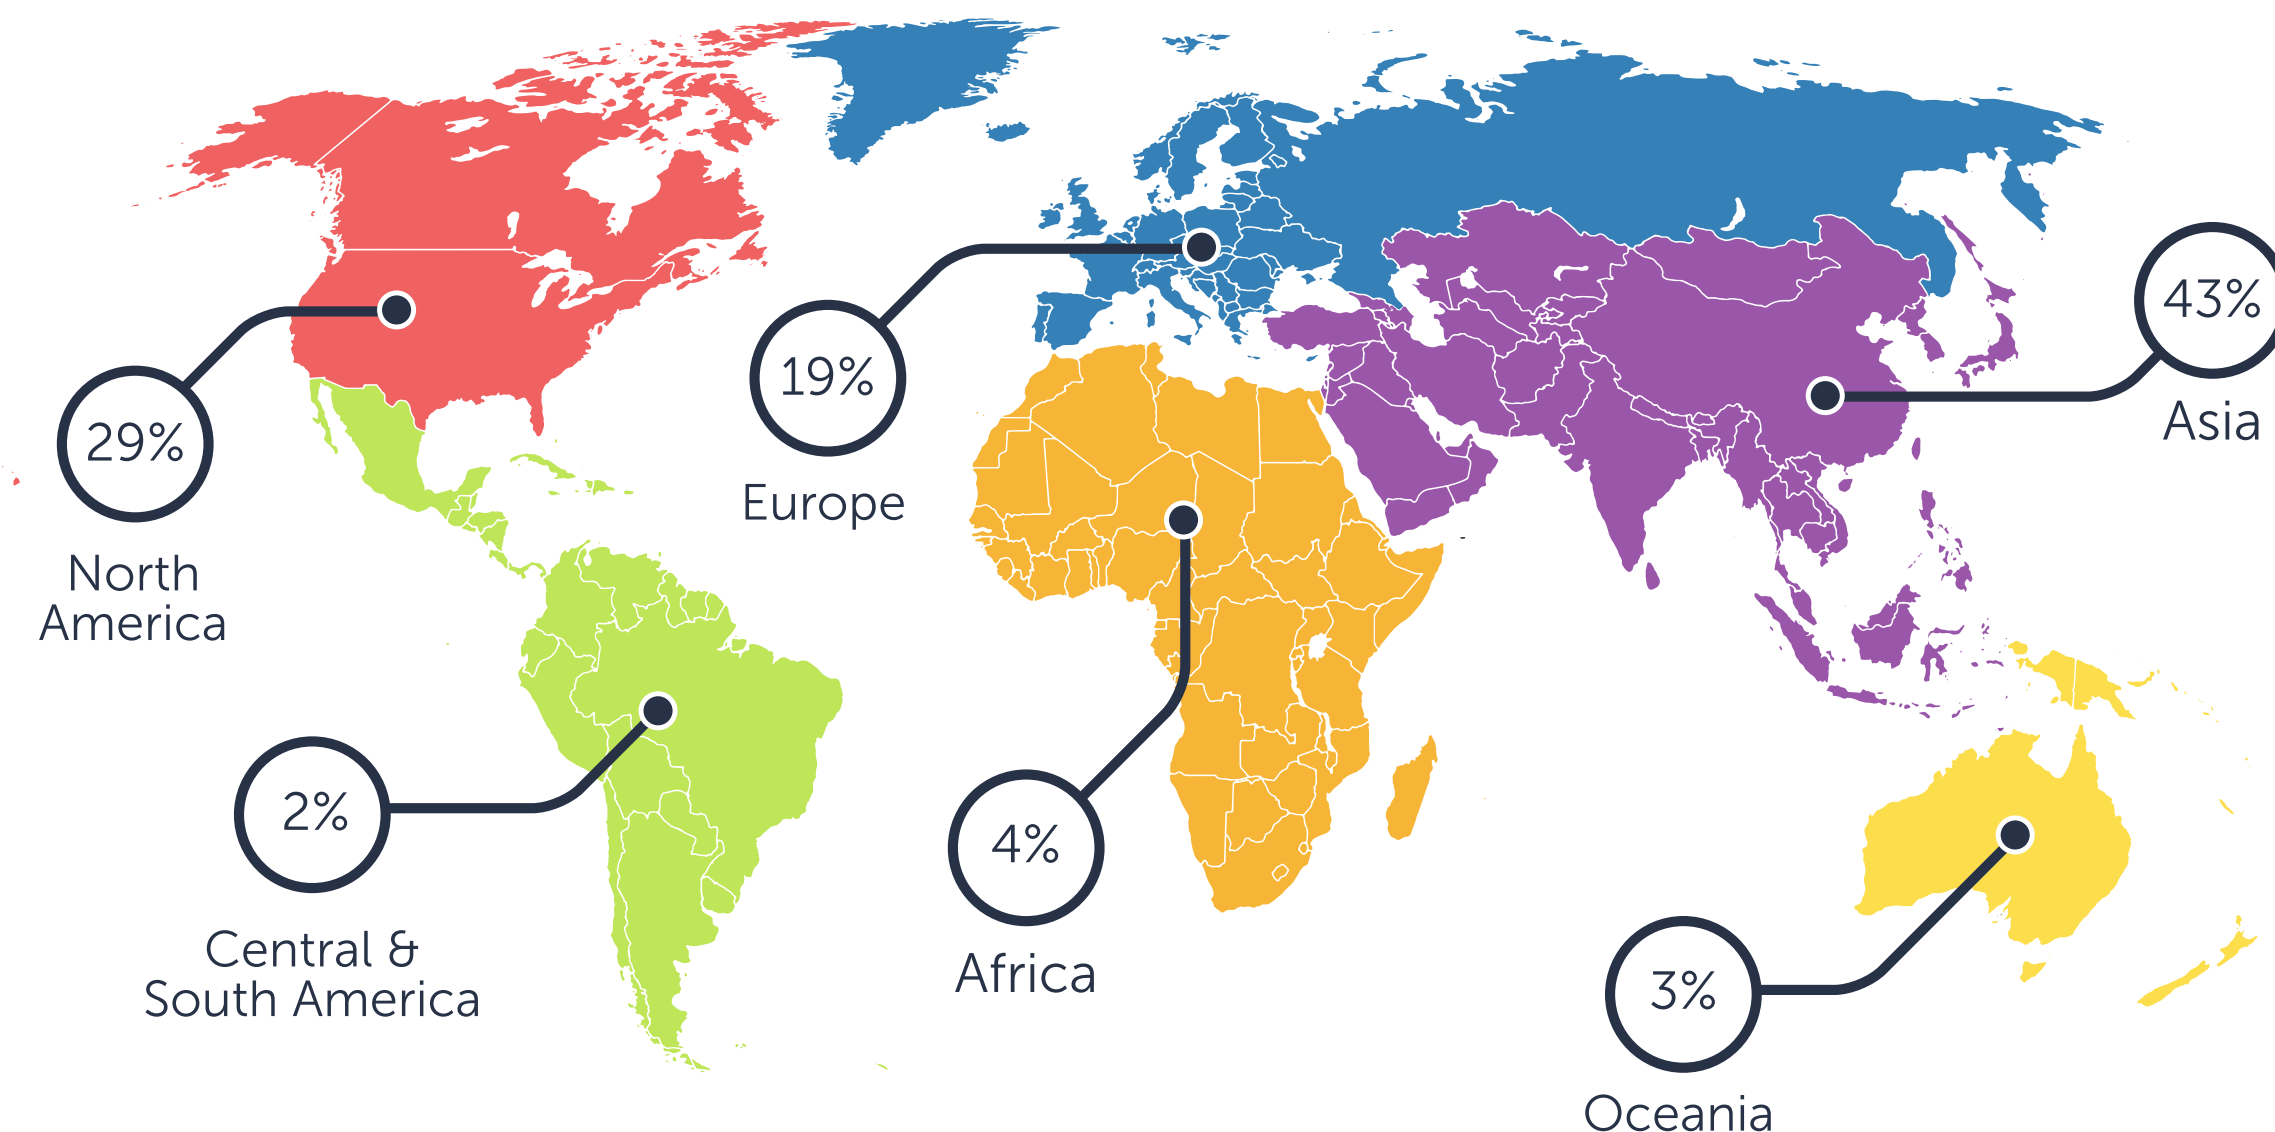 29%
North
America
19%
Europe
43%
Asia
2%
Central &
South America
4%
Africa
3%
Oceania